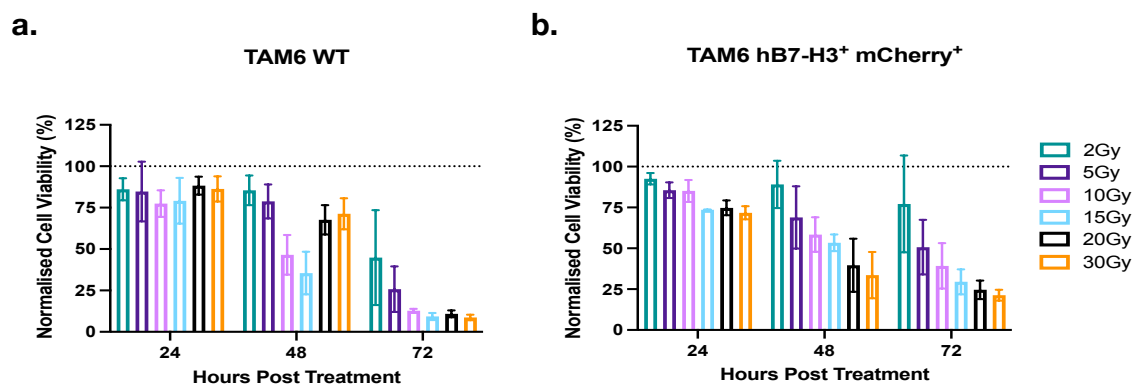 a.
TAM6 WT
Normalised Cell Viability (%)
125
100
75
50
25
0
24
48
72
Hours Post Treatment
b.
TAM6 hB7-H3⁺ mCherry⁺
Normalised Cell Viability (%)
125
100
75
50
25
0
24
48
72
Hours Post Treatment
2Gy
5Gy
10Gy
15Gy
20Gy
30Gy